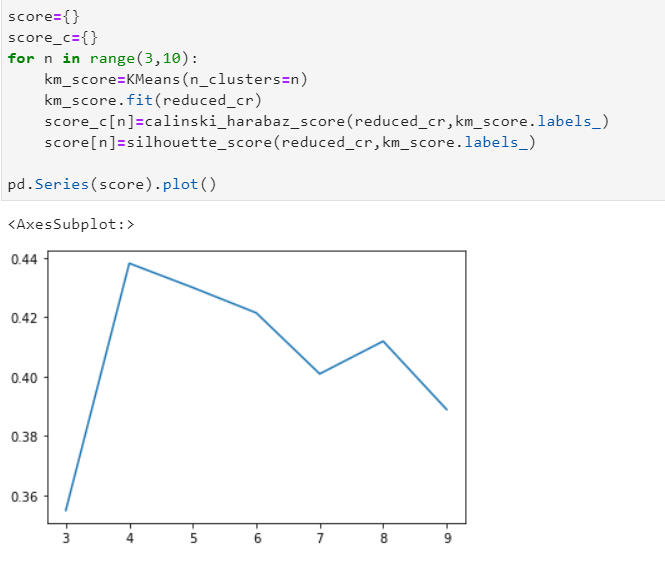 score={}
score_c={}
for n in range(3,10):
    km_score=KMeans(n_clusters=n)
    km_score.fit(reduced_cr)
    score_c[n]=calinski_harabaz_score(reduced_cr,km_score.labels_)
    score[n]=silhouette_score(reduced_cr,km_score.labels_)
pd.Series(score).plot()
<AxesSubplot:>
0.44
0.42
0.40
0.38
0.36
3 4 5 6 7 8 9